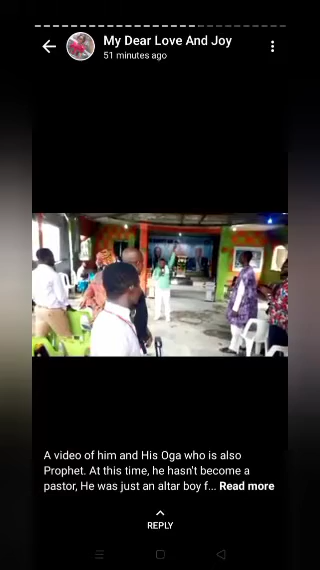 My Dear Love And Joy
51 minutes ago
A video of him and His Oga who is also
Prophet. At this time, he hasn't become a
pastor, He was just an altar boy f... Read more
REPLY